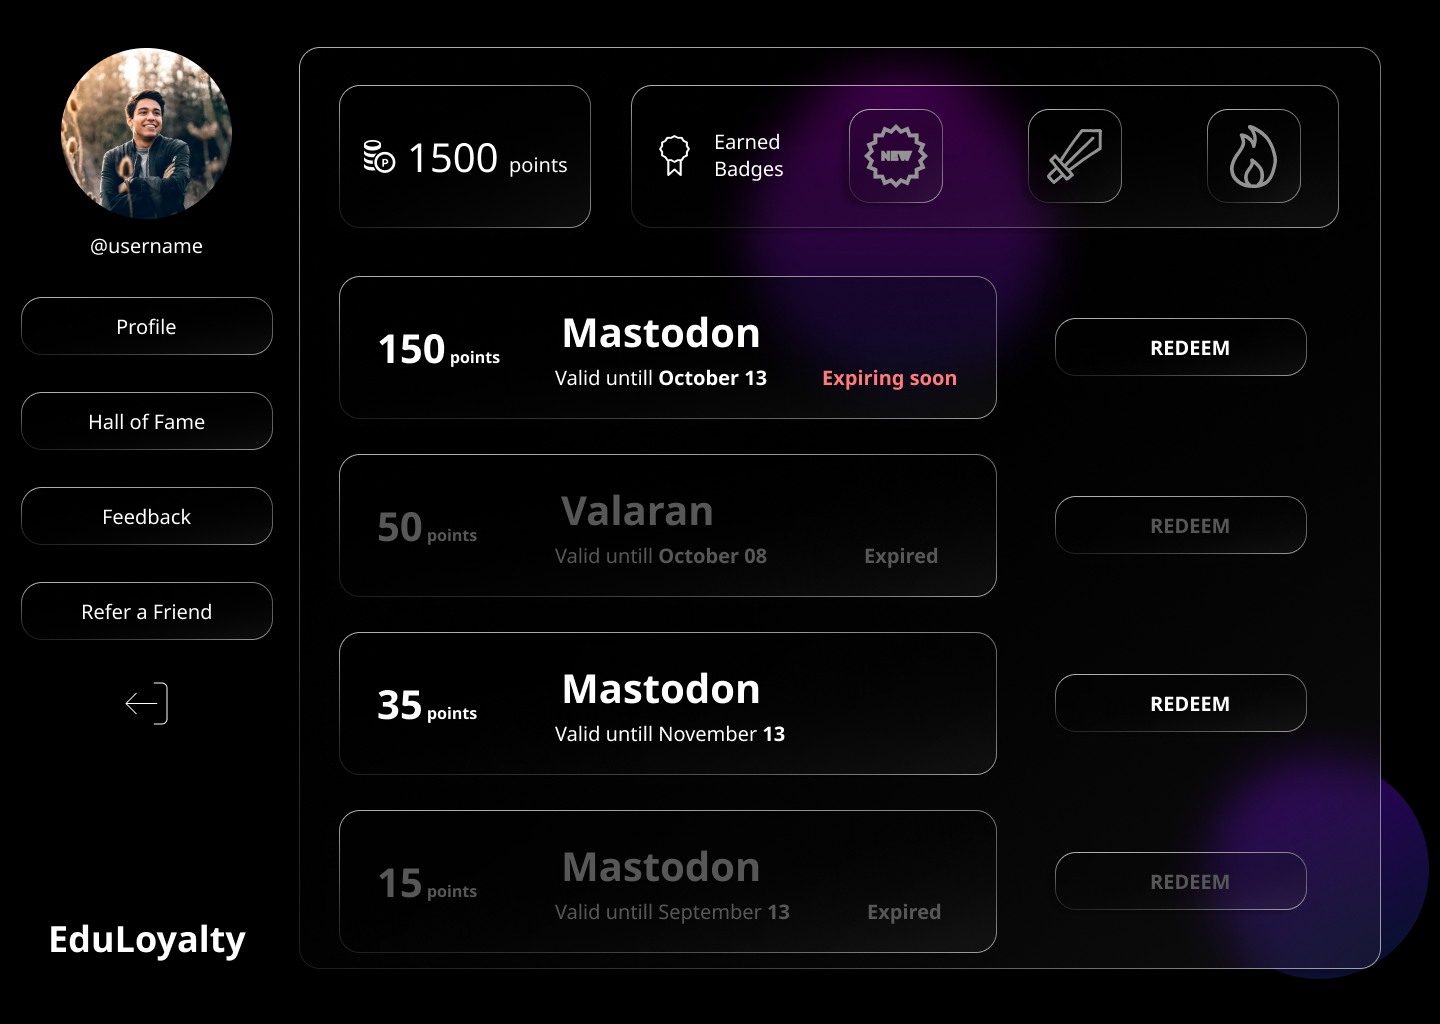 @username
Profile
Hall of Fame
Feedback
Refer a Friend
EduLoyalty
P
1500 points
Earned
Badges
NEW
150 points
Mastodon
Valid untill October 13
Expiring soon
REDEEM
50 points
Valaran
Valid untill October 08
Expired
REDEEM
35 points
Mastodon
Valid untill November 13
REDEEM
15 points
Mastodon
Valid untill September 13
Expired
REDEEM